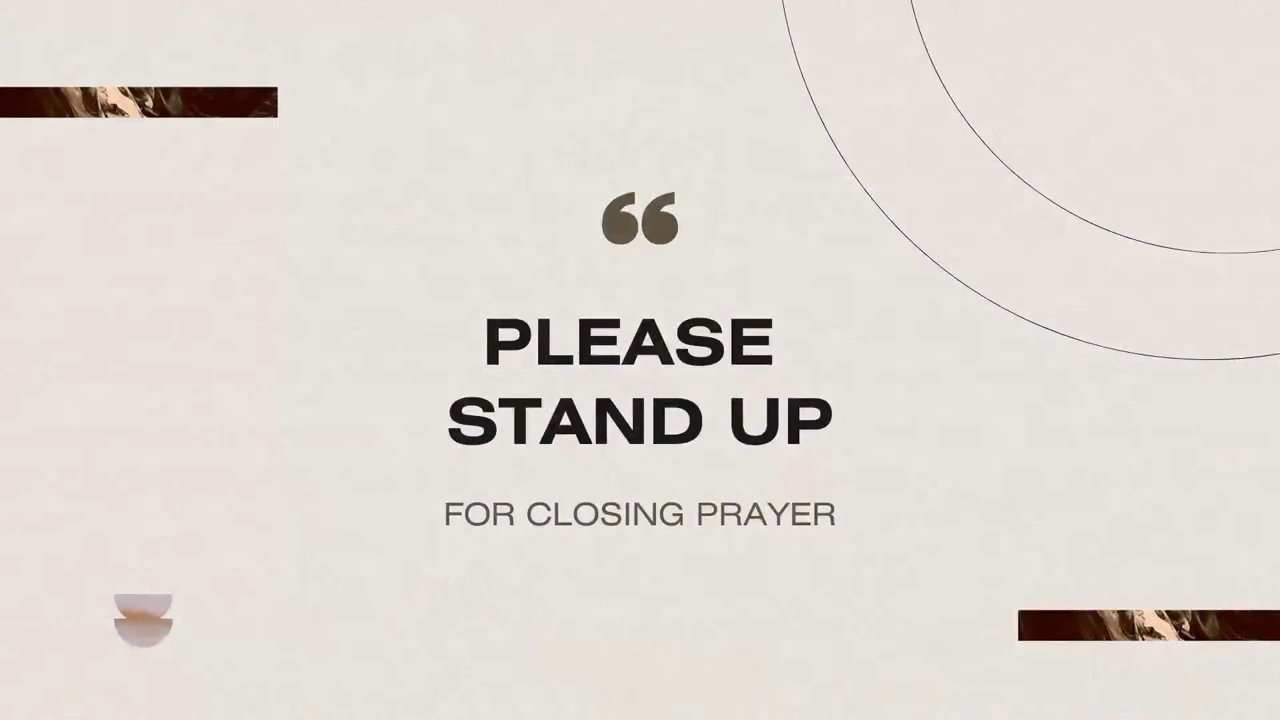 “
PLEASE
STAND UP
FOR CLOSING PRAYER